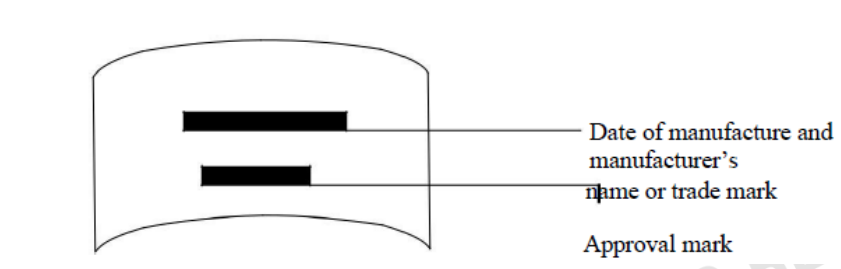 Date of manufacture and
manufacturer’s
name or trade mark
Approval mark